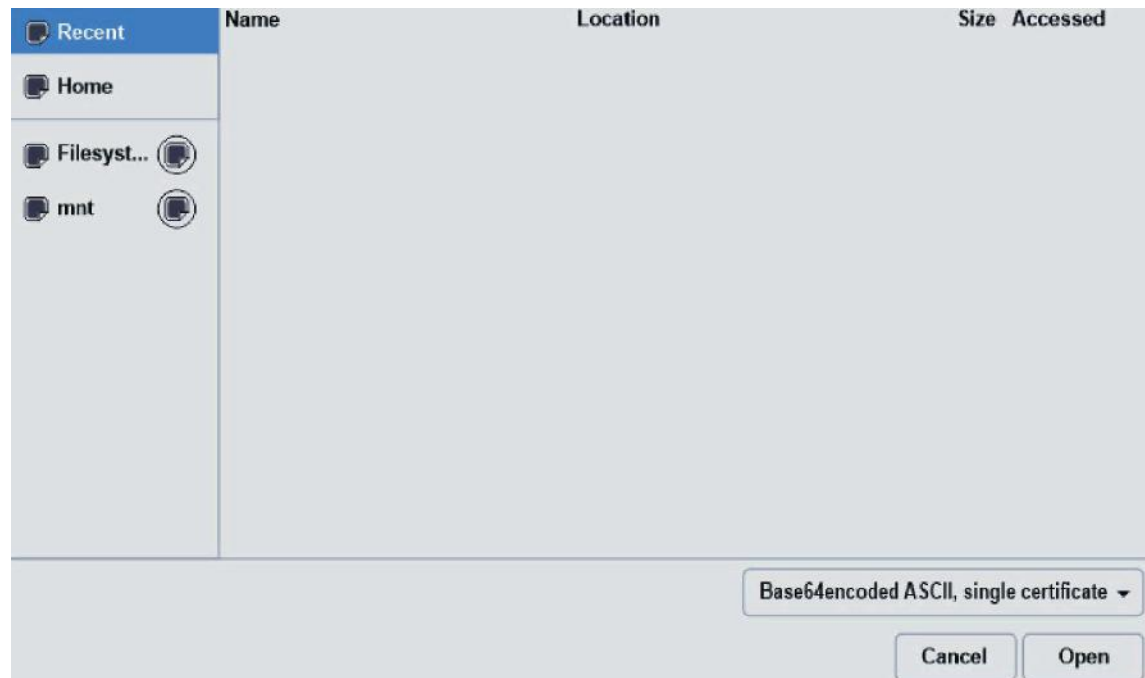 Recent
Name Location Size Accessed
Home
Filesyst...
mnt
Base64encoded ASCII, single certificate
Cancel Open